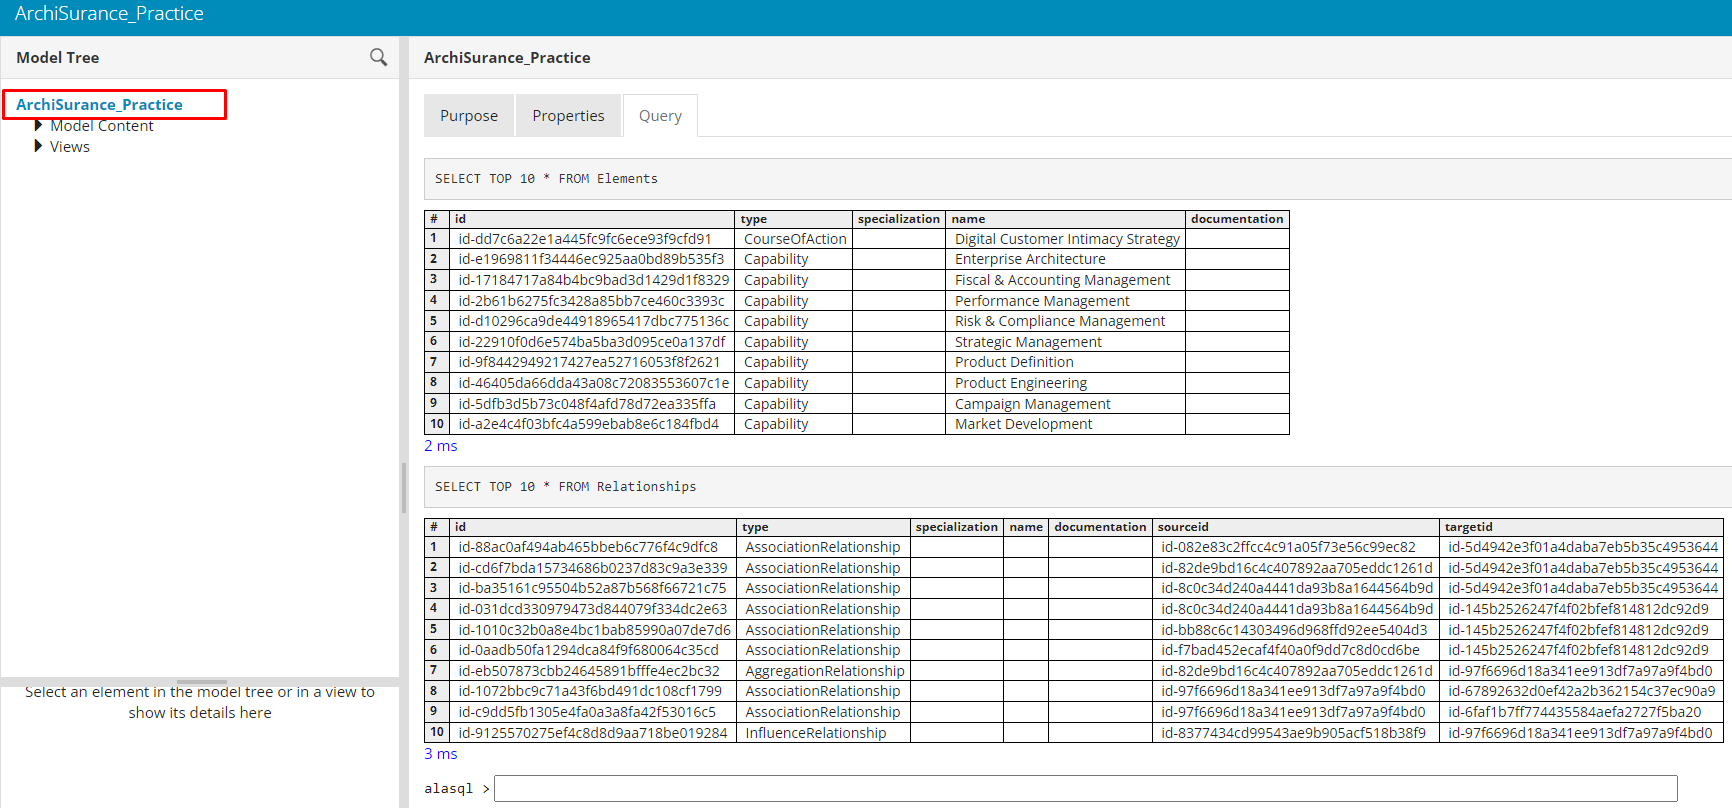 ArchiSurance_Practice
Model Tree
ArchiSurance_Practice
Model Content
Views
Select an element in the model tree or in a view to
show its details here
ArchiSurance_Practice
Purpose Properties Query
SELECT TOP 10 * FROM Elements
# id type specialization name documentation
1 id-dd7c6a22e1a445fc9fc6ece93f9cfd91 CourseOfAction Digital Customer Intimacy Strategy
2 id-e1969811f34446ec925aa0bd89b535f3 Capability Enterprise Architecture
3 id-17184717a84b4bc9bad3d1429d1f8329 Capability Fiscal & Accounting Management
4 id-2b61b6275fc3428a85bb7ce460c3393c Capability Performance Management
5 id-d10296ca9de44918965417dbc775136c Capability Risk & Compliance Management
6 id-22910f0d6e574ba5ba3d095ce0a137df Capability Strategic Management
7 id-9f8442949217427ea52716053f8f2621 Capability Product Definition
8 id-46405da66dda43a08c72083553607c1e Capability Product Engineering
9 id-5dfb3d5b73c048f4afd78d72ea335ffa Capability Campaign Management
10 id-a2e4c4f03bfc4a599ebab8e6c184fbd4 Capability Market Development
2 ms
SELECT TOP 10 * FROM Relationships
# id type specialization name documentation sourceid targetid
1 id-88ac0af494ab465bbeb6c776f4c9dfc8 AssociationRelationship id-082e83c2ffcc4c91a05f73e56c99ec82 id-5d4942e3f01a4daba7eb5b35c4953644
2 id-cd6f7bda15734686b0237d83c9a3e339 AssociationRelationship id-82de9bd16c4c407892aa705eddc1261d id-5d4942e3f01a4daba7eb5b35c4953644
3 id-ba35161c95504b52a87b568f66721c75 AssociationRelationship id-8c0c34d240a4441da93b8a1644564b9d id-5d4942e3f01a4daba7eb5b35c4953644
4 id-031dcd330979473d844079f334dc2e63 AssociationRelationship id-8c0c34d240a4441da93b8a1644564b9d id-145b2526247f4f02bfef814812dc92d9
5 id-1010c32b0a8e4bc1bab85990a07de7d6 AssociationRelationship id-bb88c6c14303496d968ffd92ee5404d3 id-145b2526247f4f02bfef814812dc92d9
6 id-0aadb50fa1294dca84f9f680064c35cd AssociationRelationship id-f7bad452ecaf4f40a0f9dd7c8d0cd6be id-145b2526247f4f02bfef814812dc92d9
7 id-eb507873cbb24645891bfffe4ec2bc32 AggregationRelationship id-82de9bd16c4c407892aa705eddc1261d id-97f6696d18a341ee913df7a97a9f4bd0
8 id-1072bbc9c71a43f6bd491dc108cf1799 AssociationRelationship id-97f6696d18a341ee913df7a97a9f4bd0 id-67892632d0ef42a2b362154c37ec90a9
9 id-c9dd5fb1305e4fa0a3a8fa42f53016c5 AssociationRelationship id-97f6696d18a341ee913df7a97a9f4bd0 id-6faf1b7ff774435584aefa2727f5ba20
10 id-9125570275ef4c8d8d9aa718be019284 InfluenceRelationship id-8377434cd99543ae9b905acf518b38f9 id-97f6696d18a341ee913df7a97a9f4bd0
3 ms
alasql >